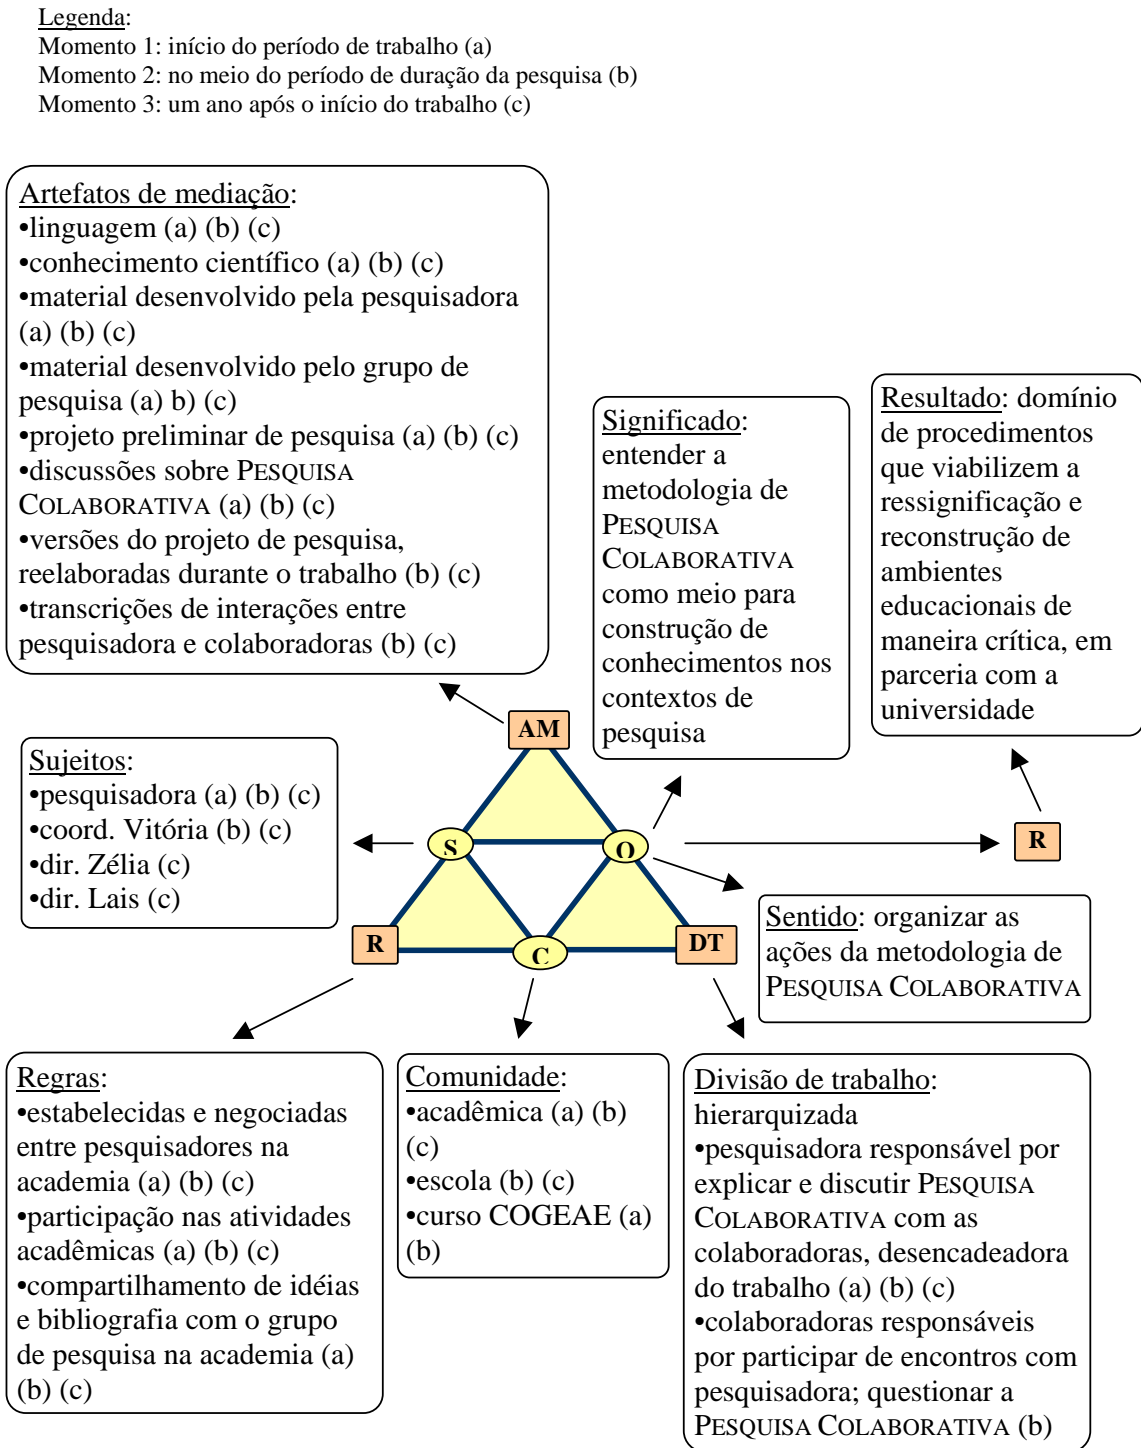 Legenda:
Momento 1: início do período de trabalho (a)
Momento 2: no meio do período de duração da pesquisa (b)
Momento 3: um ano após o início do trabalho (c)
Artefatos de mediação:
•linguagem (a) (b) (c)
•conhecimento científico (a) (b) (c)
•material desenvolvido pela pesquisadora
(a) (b) (c)
•material desenvolvido pelo grupo de
pesquisa (a) b) (c)
•projeto preliminar de pesquisa (a) (b) (c)
•discussões sobre PESQUISA
COLABORATIVA (a) (b) (c)
•versões do projeto de pesquisa,
reelaboradas durante o trabalho (b) (c)
•transcrições de interações entre
pesquisadora e colaboradoras (b) (c)
Significado:
entender a
metodologia de
PESQUISA
COLABORATIVA
como meio para
construção de
conhecimentos nos
contextos de
pesquisa
Resultado: domínio
de procedimentos
que viabilizem a
ressignificação e
reconstrução de
ambientes
educacionais de
maneira crítica, em
parceria com a
universidade
AM
Sujeitos:
•pesquisadora (a) (b) (c)
•coord. Vitória (b) (c)
•dir. Zélia (c)
•dir. Lais (c)
S
O
R
R
C
DT
Sentido: organizar as
ações da metodologia de
PESQUISA COLABORATIVA
Regras:
•estabelecidas e negociadas
entre pesquisadores na
academia (a) (b) (c)
•participação nas atividades
acadêmicas (a) (b) (c)
•compartilhamento de idéias
e bibliografia com o grupo
de pesquisa na academia (a)
(b) (c)
Comunidade:
•acadêmica (a) (b)
(c)
•escola (b) (c)
•curso COGEAE (a)
(b)
Divisão de trabalho:
hierarquizada
•pesquisadora responsável por
explicar e discutir PESQUISA
COLABORATIVA com as
colaboradoras, desencadeadora
do trabalho (a) (b) (c)
•colaboradoras responsáveis
por participar de encontros com
pesquisadora; questionar a
PESQUISA COLABORATIVA (b)